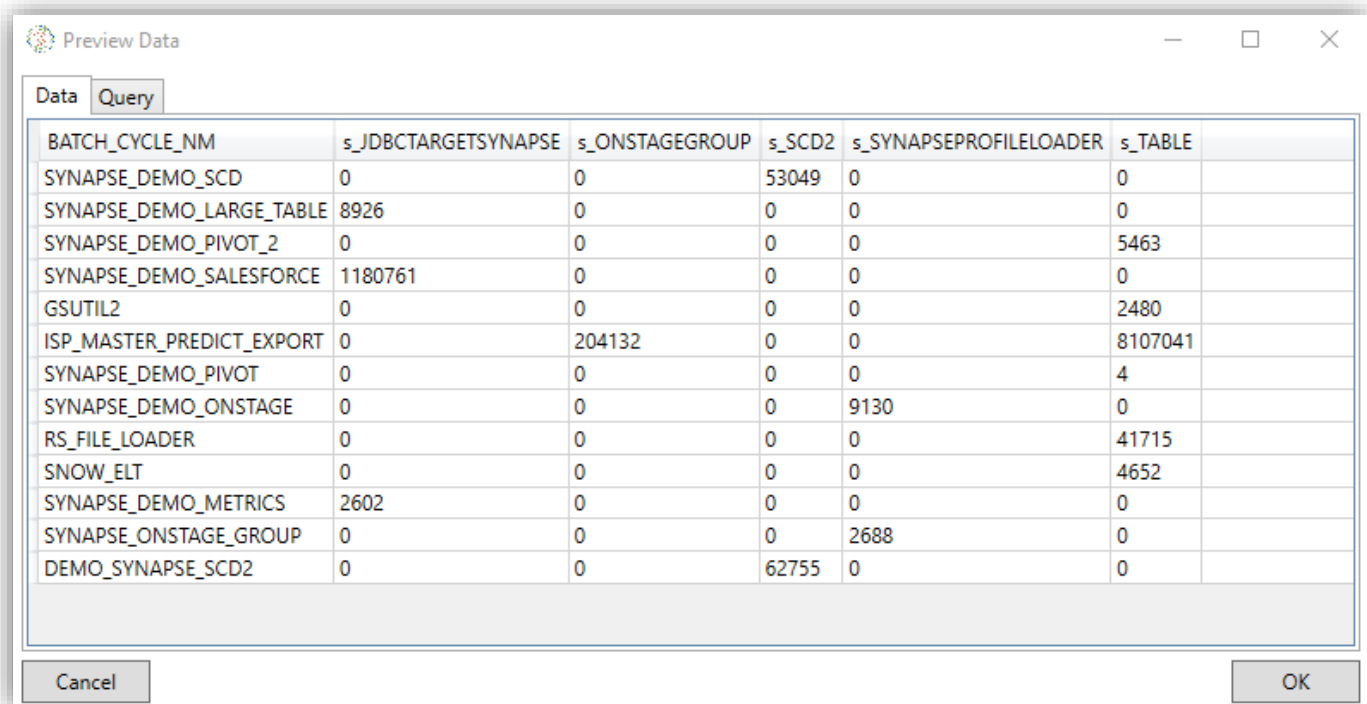 Preview Data
Data Query
BATCH_CYCLE_NM s_JDBCTARGETSYNAPSE s_ONSTAGEGROUP s_SCD2 s_SYNAPSEPROFILELOADER s_TABLE
SYNAPSE_DEMO_SCD 0 0 53049 0 0
SYNAPSE_DEMO_LARGE_TABLE 8926 0 0 0 0
SYNAPSE_DEMO_PIVOT_2 0 0 0 0 5463
SYNAPSE_DEMO_SALESFORCE 1180761 0 0 0 0
GSUTIL2 0 0 0 0 2480
ISP_MASTER_PREDICT_EXPORT 0 204132 0 0 8107041
SYNAPSE_DEMO_PIVOT 0 0 0 0 4
SYNAPSE_DEMO_ONSTAGE 0 0 0 9130 0
RS_FILE_LOADER 0 0 0 0 41715
SNOW_ELT 0 0 0 0 4652
SYNAPSE_DEMO_METRICS 2602 0 0 0 0
SYNAPSE_ONSTAGE_GROUP 0 0 0 2688 0
DEMO_SYNAPSE_SCD2 0 0 62755 0 0
Cancel OK